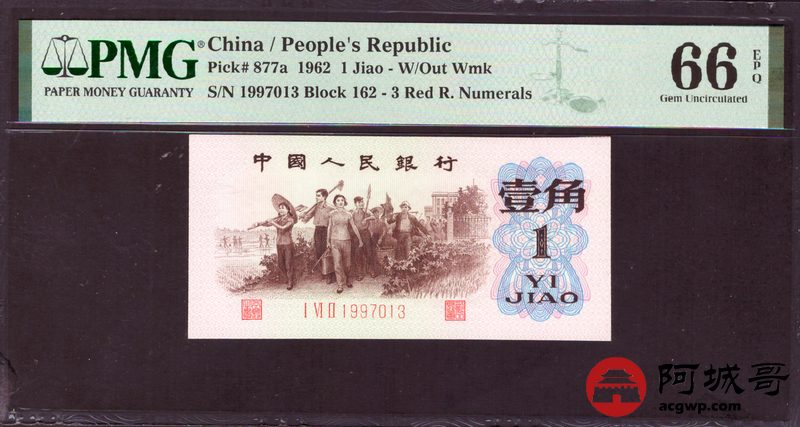 PMG®
PAPER MONEY GUARANTY
China / People's Republic
Pick# 877a 1962 1 Jiao - W/Out Wmk
S/N 1997013 Block 162 - 3 Red R. Numerals
66 EPQ
Gem Uncirculated
中國人民銀行
壹角
1
YI
JIAO
I VI II 1997013
阿城哥
acgwp.com